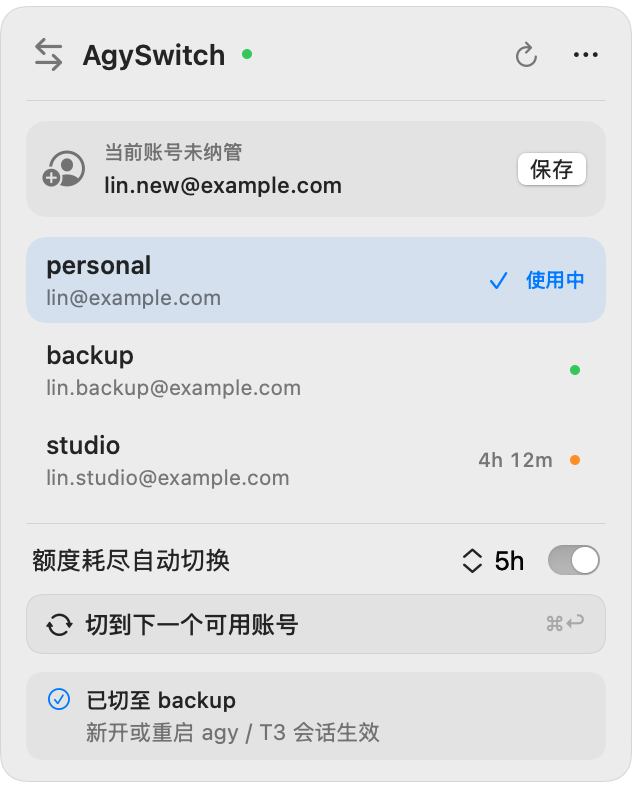 AgySwitch
当前账号未纳管
lin.new@example.com
保存
personal
lin@example.com
使用中
backup
lin.backup@example.com
studio
lin.studio@example.com
4h 12m
额度耗尽自动切换
5h
切到下一个可用账号
⌘↩
已切至 backup
新开或重启 agy / T3 会话生效